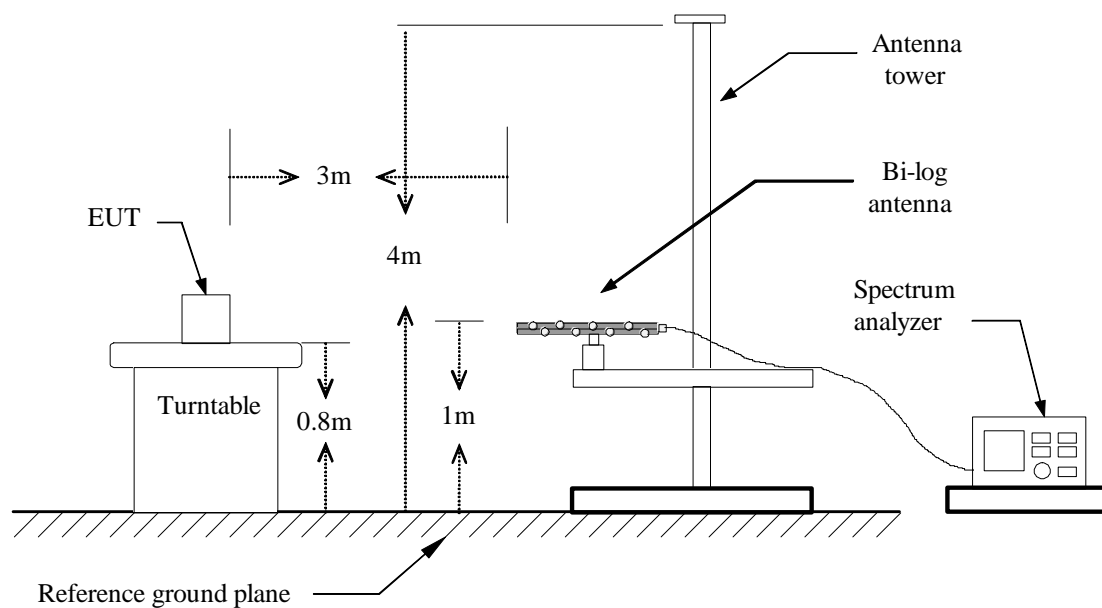 Antenna
tower
3m
Bi-log
antenna
EUT
4m
Spectrum
analyzer
Turntable
0.8m
1m
Reference ground plane